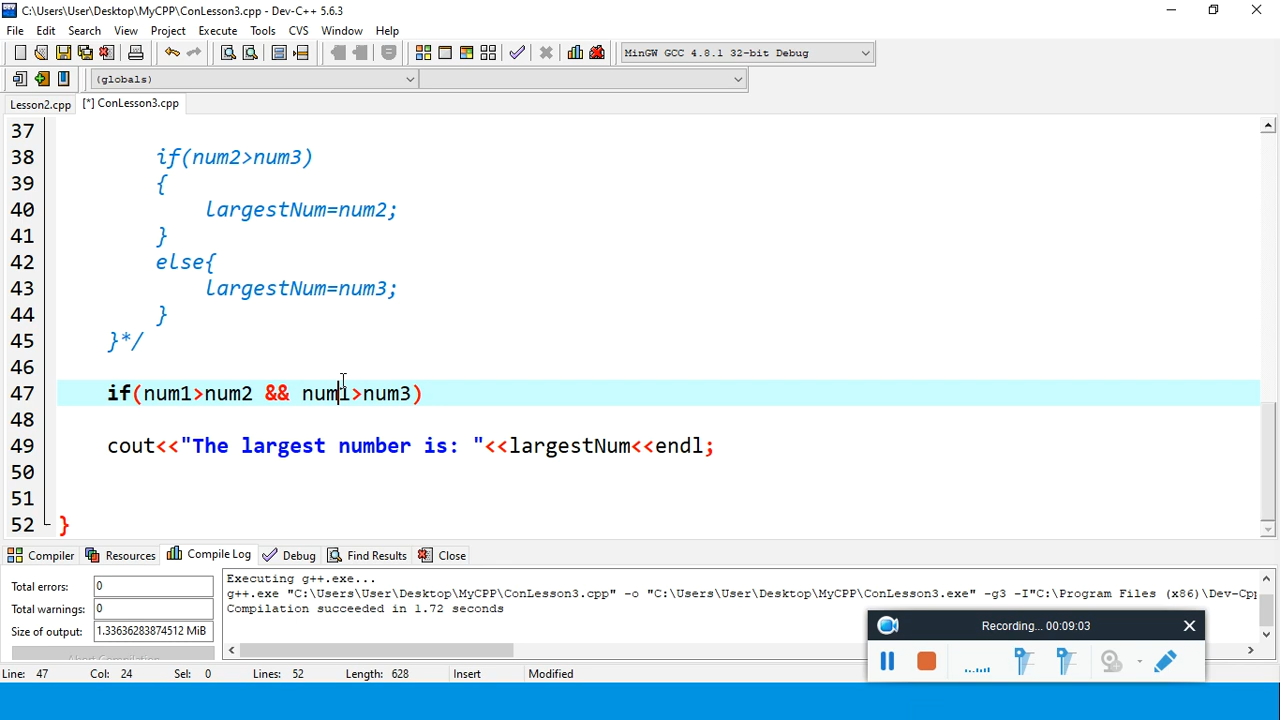 C:\Users\User\Desktop\MyCPP\ConLesson3.cpp - Dev-C++ 5.6.3
File Edit Search View Project Execute Tools CVS Window Help
MinGW GCC 4.8.1 32-bit Debug
(globals)
Lesson2.cpp [*] ConLesson3.cpp
37
38 if(num2>num3)
39 {
40 largestNum=num2;
41 }
42 else{
43 largestNum=num3;
44 }
45 }*/
46
47 if(num1>num2 && num1>num3)
48
49 cout<<"The largest number is: "<<largestNum<<endl;
50
51
52 }
Compiler Resources Compile Log Debug Find Results Close
Total errors: 0
Total warnings: 0
Size of output: 1.33636283874512 MiB
Abort Compilation
Executing g++.exe...
g++.exe "C:\Users\User\Desktop\MyCPP\ConLesson3.cpp" -o "C:\Users\User\Desktop\MyCPP\ConLesson3.exe" -g3 -I"C:\Program Files (x86)\Dev-Cpp
Compilation succeeded in 1.72 seconds
Recording... 00:09:03
Line: 47 Col: 24 Sel: 0 Lines: 52 Length: 628 Insert Modified